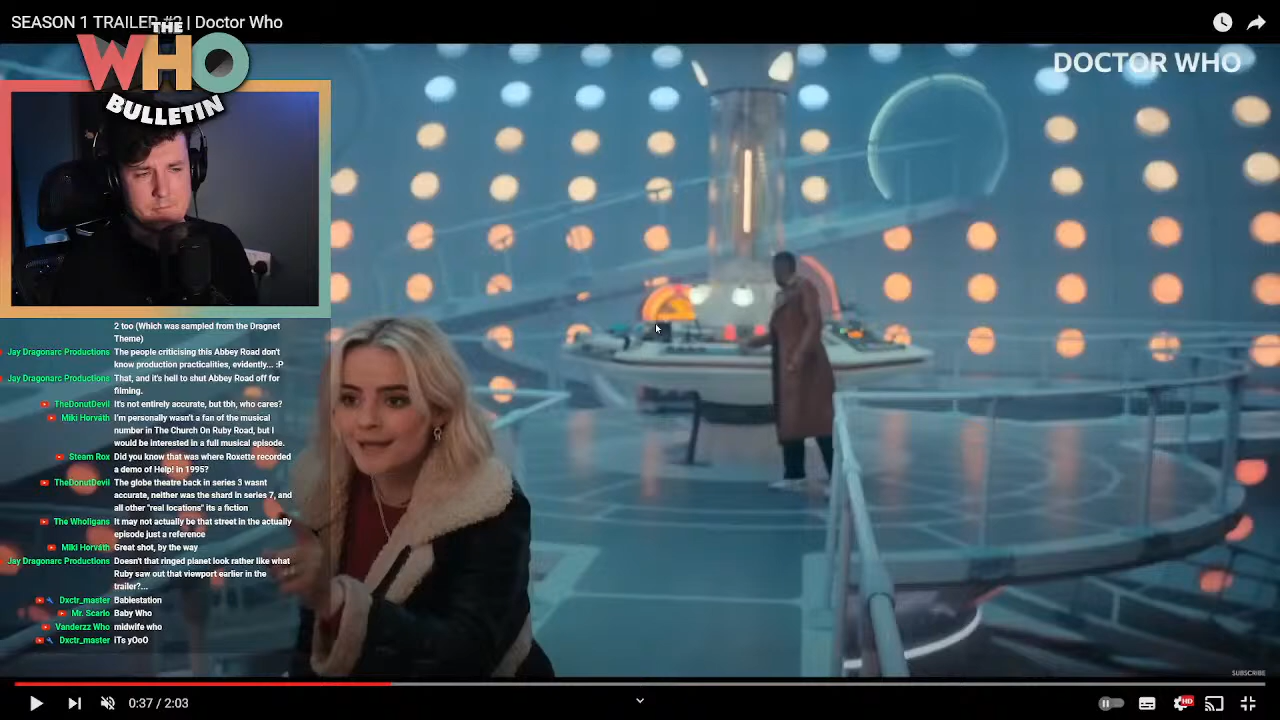 SEASON 1 TRAILER #2 | Doctor Who
THE
WHO
BULLETIN
DOCTOR WHO
2 too (Which was sampled from the Dragnet
Theme)
Jay Dragonarc Productions The people criticising this Abbey Road don't
know production practicalities, evidently... :P
Jay Dragonarc Productions That, and it's hell to shut Abbey Road off for
filming.
TheDonutDevil It's not entirely accurate, but tbh, who cares?
Miki Horváth I'm personally wasn't a fan of the musical
number in The Church On Ruby Road, but I
would be interested in a full musical episode.
Steam Rox Did you know that was where Roxette recorded
a demo of Help! in 1995?
TheDonutDevil The globe theatre back in series 3 wasnt
accurate, neither was the shard in series 7, and
all other "real locations" its a fiction
The Wholigans It may not actually be that street in the actually
episode just a reference
Miki Horváth Great shot, by the way
Jay Dragonarc Productions Doesn't that ringed planet look rather like what
Ruby saw out that viewport earlier in the
trailer?...
Dxctr_master Babiestation
Mr. Scarlo Baby Who
Vanderzz Who midwife who
Dxctr_master iTs yOoO
SUBSCRIBE
0:37 / 2:03
HD